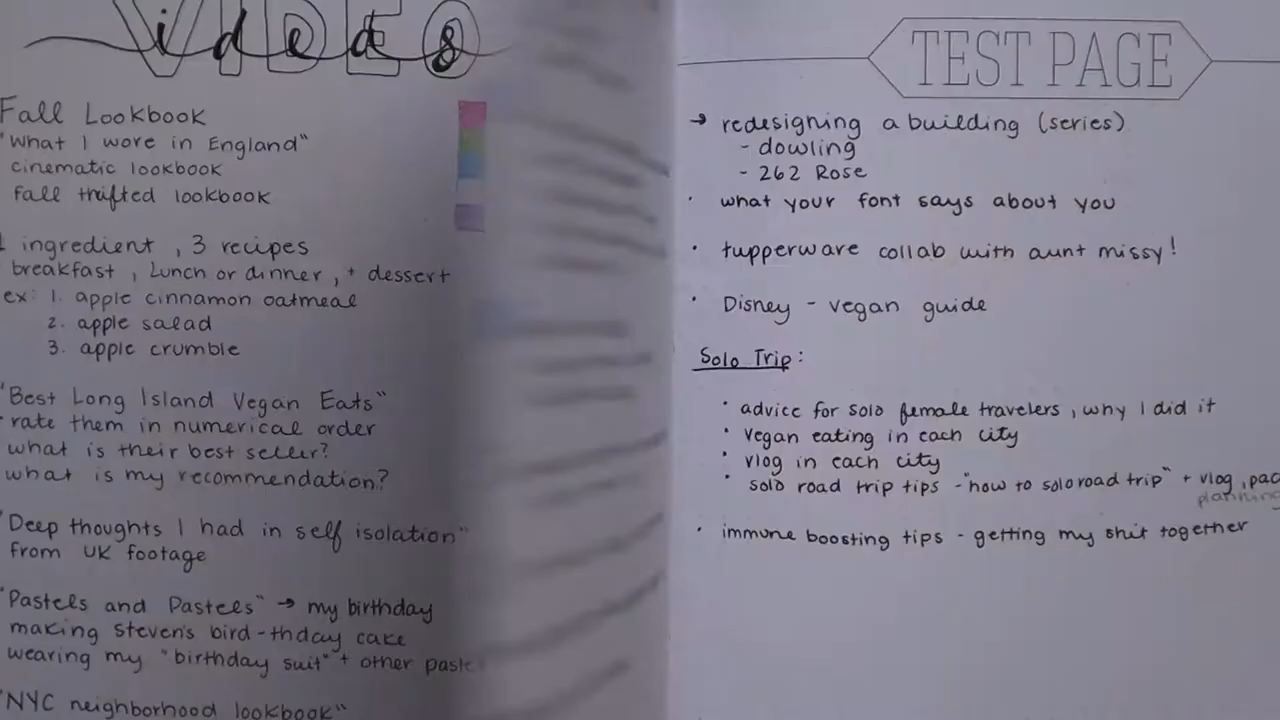 VIDEOS
videos
Fall Lookbook
"What I wore in England"
cinematic lookbook
fall thrifted lookbook
1 ingredient, 3 recipes
breakfast, lunch or dinner, + dessert
ex: 1. apple cinnamon oatmeal
2. apple salad
3. apple crumble
"Best Long Island Vegan Eats"
rate them in numerical order
what is their best seller?
what is my recommendation?
"Deep thoughts I had in self isolation"
from UK footage
"Pastels and Pastees" → my birthday
making steven's bird-thday cake
wearing my "birthday suit" + other paste
"NYC neighborhood lookbook"
TEST PAGE
→ redesigning a building (series)
- dowling
- 262 Rose
· what your font says about you
· tupperware collab with aunt missy!
· Disney - vegan guide
Solo Trip:
· advice for solo female travelers, why I did it
· vegan eating in each city
· vlog in each city
· solo road trip tips - "how to solo road trip" + vlog, pac
planning
· immune boosting tips - getting my shit together